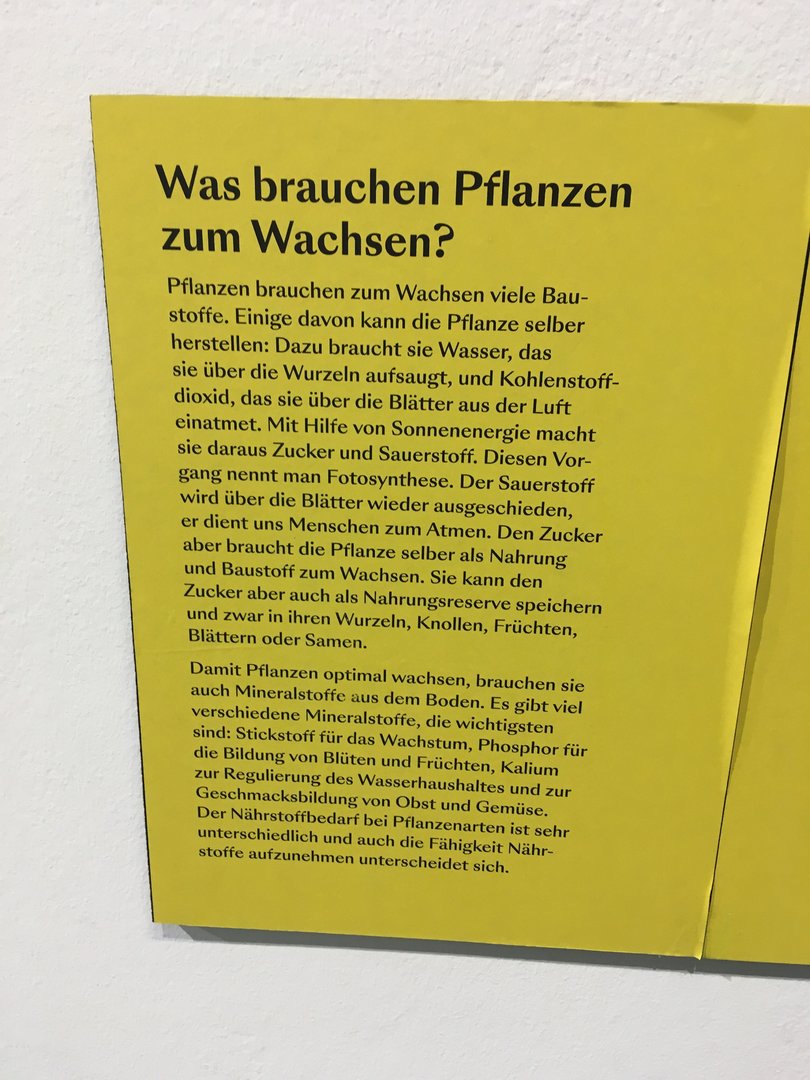 Was brauchen Pflanzen
zum Wachsen?
Pflanzen brauchen zum Wachsen viele Bau-
stoffe. Einige davon kann die Pflanze selber
herstellen: Dazu braucht sie Wasser, das
sie über die Wurzeln aufsaugt, und Kohlenstoff-
dioxid, das sie über die Blätter aus der Luft
einatmet. Mit Hilfe von Sonnenenergie macht
sie daraus Zucker und Sauerstoff. Diesen Vor-
gang nennt man Fotosynthese. Der Sauerstoff
wird über die Blätter wieder ausgeschieden,
er dient uns Menschen zum Atmen. Den Zucker
aber braucht die Pflanze selber als Nahrung
und Baustoff zum Wachsen. Sie kann den
Zucker aber auch als Nahrungsreserve speichern
und zwar in ihren Wurzeln, Knollen, Früchten,
Blättern oder Samen.
Damit Pflanzen optimal wachsen, brauchen sie
auch Mineralstoffe aus dem Boden. Es gibt viel
verschiedene Mineralstoffe, die wichtigsten
sind: Stickstoff für das Wachstum, Phosphor für
die Bildung von Blüten und Früchten, Kalium
zur Regulierung des Wasserhaushaltes und zur
Geschmacksbildung von Obst und Gemüse.
Der Nährstoffbedarf bei Pflanzenarten ist sehr
unterschiedlich und auch die Fähigkeit Nähr-
stoffe aufzunehmen unterscheidet sich.